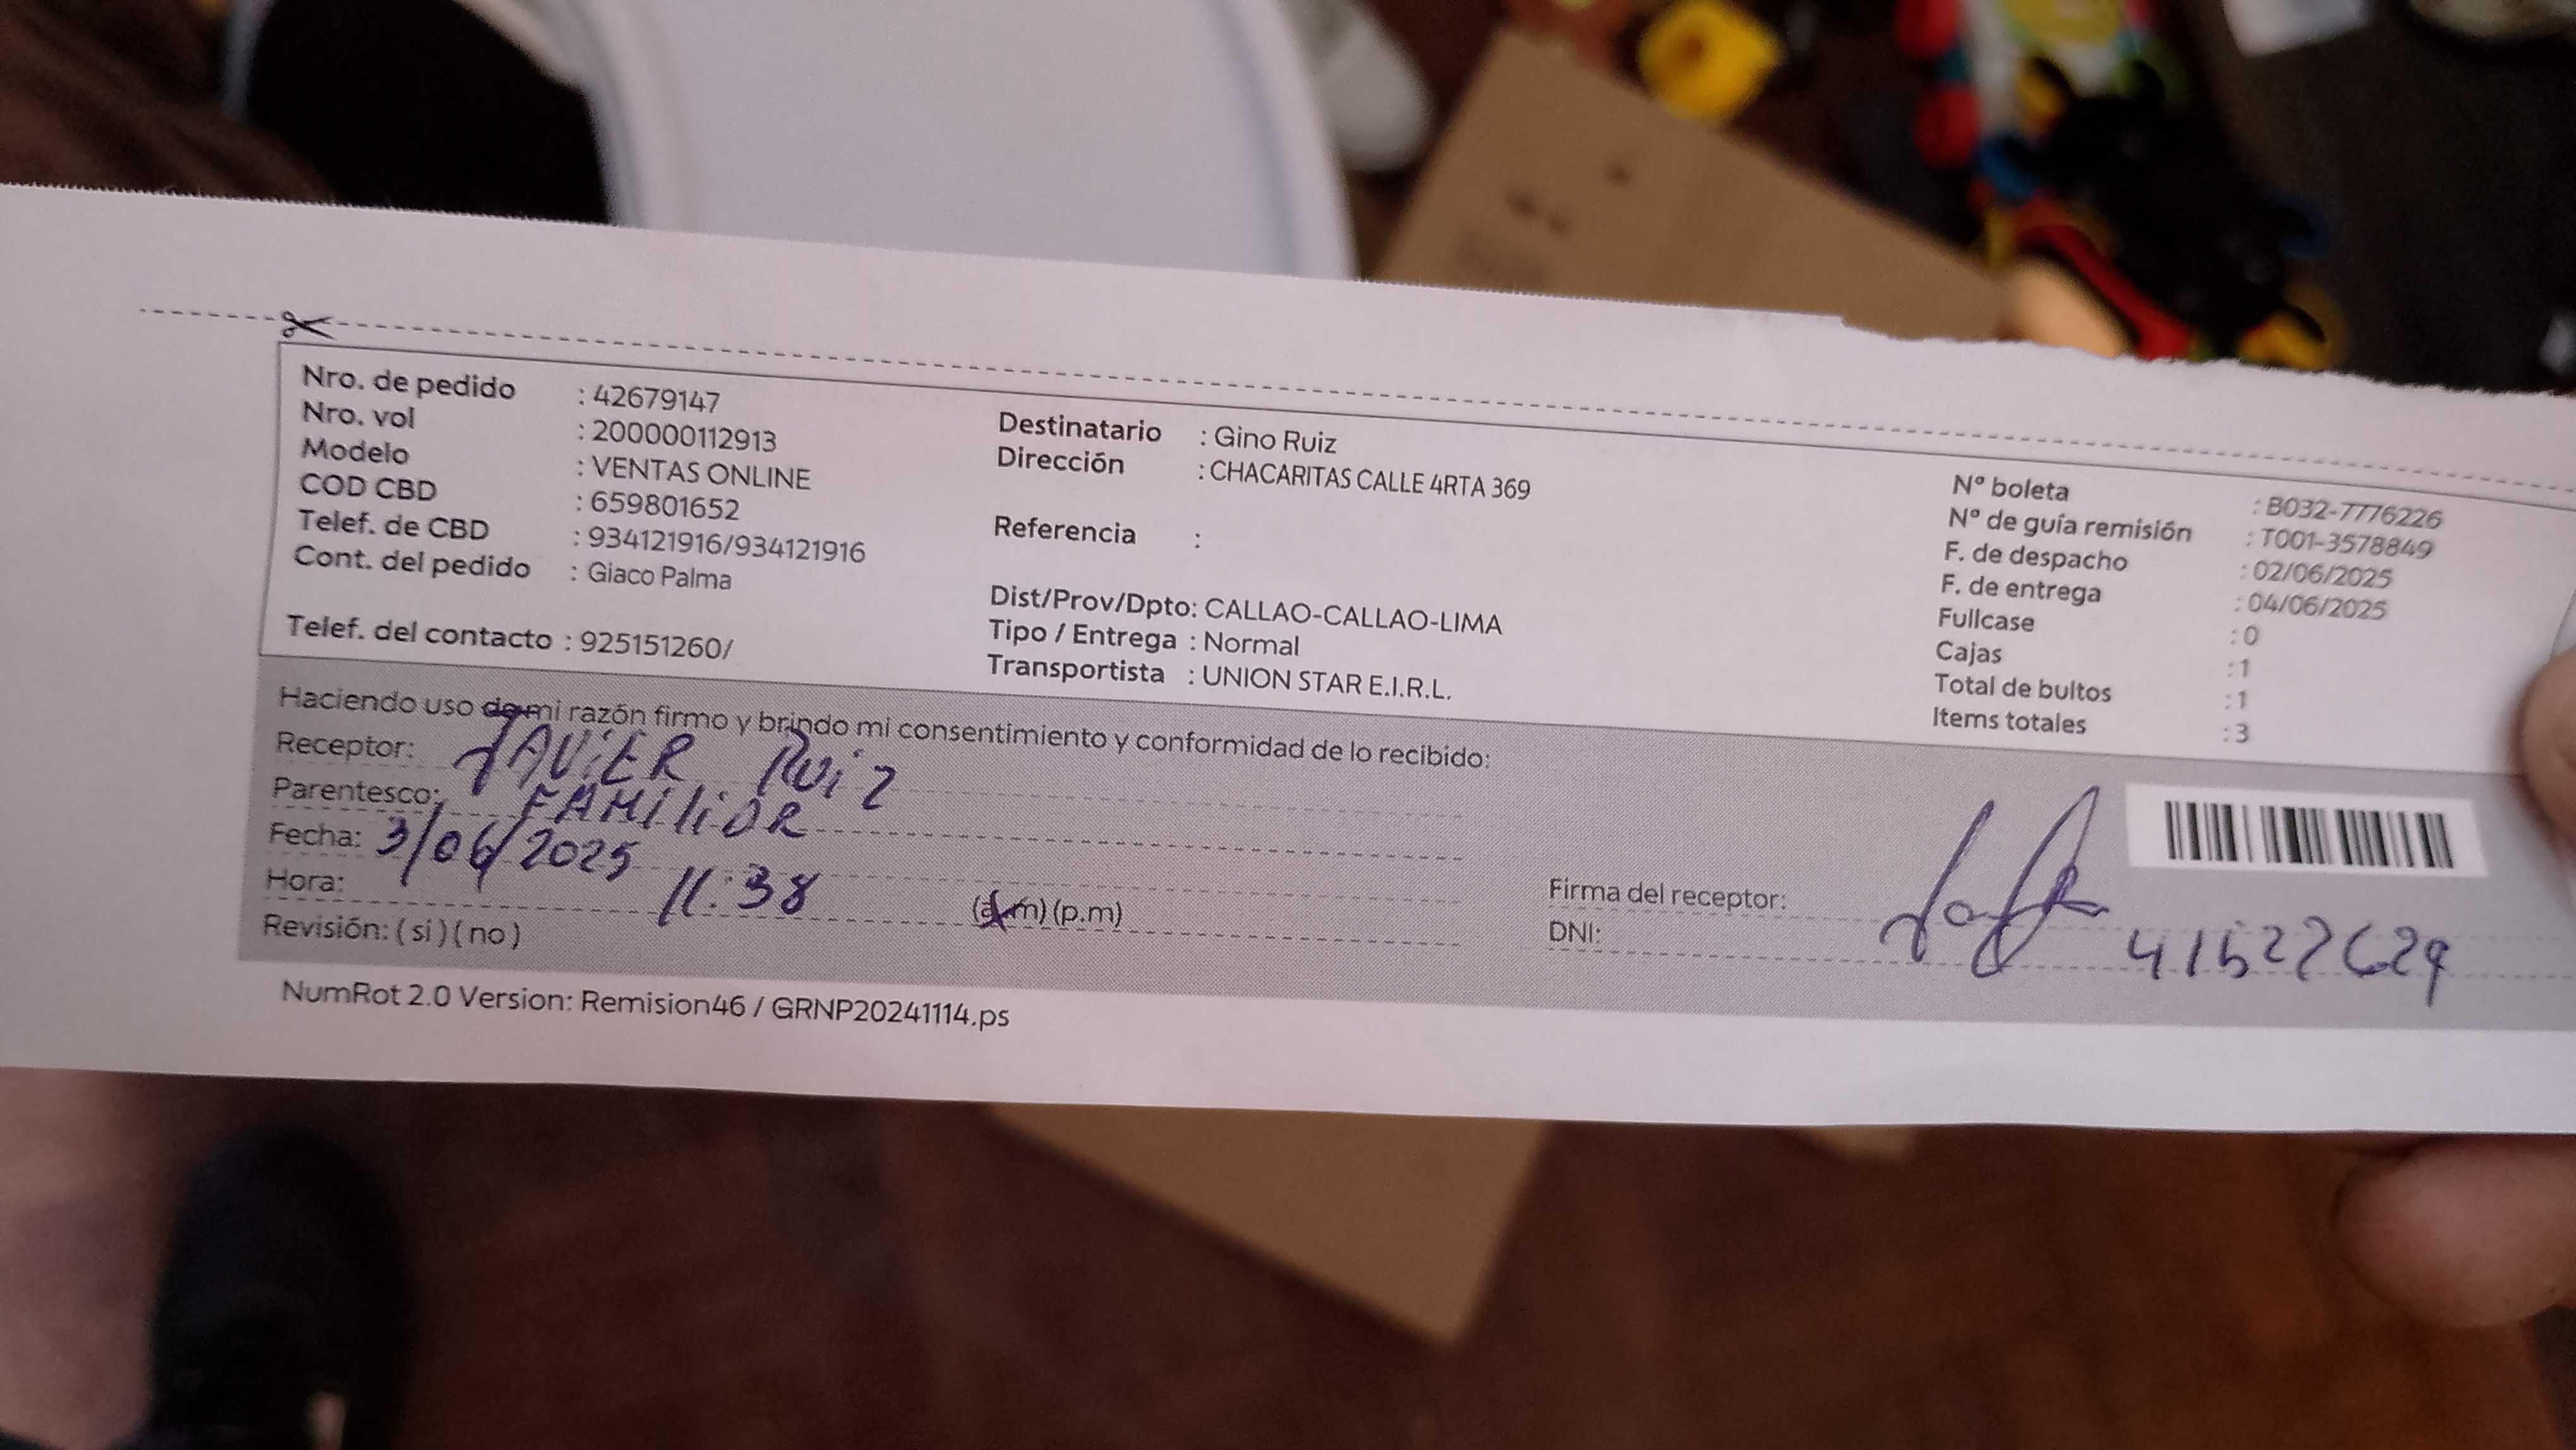 Nro. de pedido : 42679147
Nro. vol : 200000112913
Modelo : VENTAS ONLINE
COD CBD : 659801652
Telef. de CBD : 934121916/934121916
Cont. del pedido : Giaco Palma
Telef. del contacto : 925151260/
Destinatario : Gino Ruiz
Dirección : CHACARITAS CALLE 4RTA 369
Referencia :
Dist/Prov/Dpto: CALLAO-CALLAO-LIMA
Tipo / Entrega : Normal
Transportista : UNION STAR E.I.R.L.
N° boleta : B032-7776226
N° de guía remisión : T001-3578849
F. de despacho : 02/06/2025
F. de entrega : 04/06/2025
Fullcase : 0
Cajas : 1
Total de bultos : 1
Items totales : 3
Haciendo uso de mi razón firmo y brindo mi consentimiento y conformidad de lo recibido:
Receptor: JAVIER Ruiz
Parentesco: FAMiliAR
Fecha: 3/06/2025
Hora: 11:38 (a.m) (p.m)
Revisión: ( si ) ( no )
Firma del receptor:
DNI:
NumRot 2.0 Version: Remision46 / GRNP20241114.ps